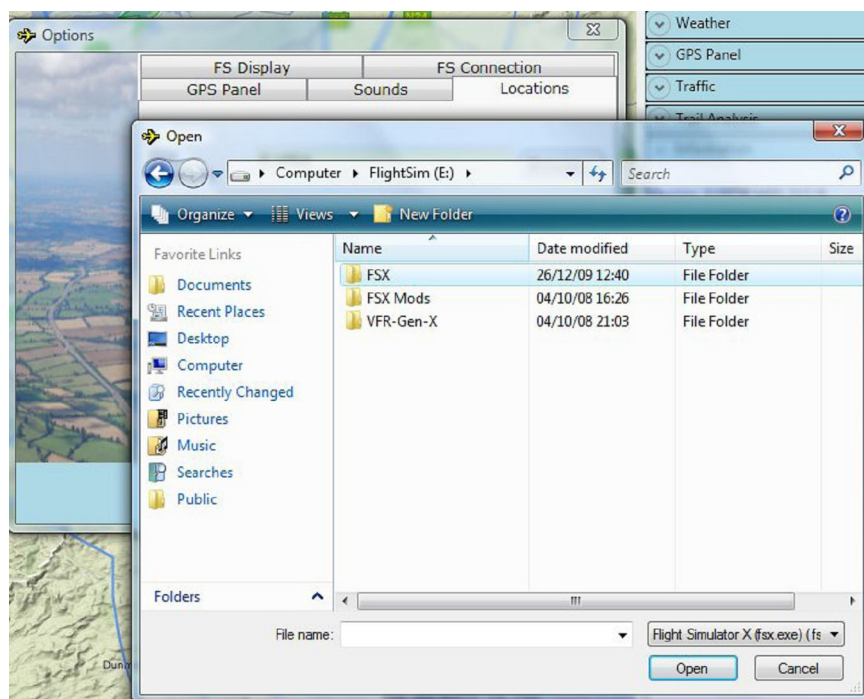 Options
Weather
GPS Panel
Traffic
Trail Analysis
FS Display FS Connection
GPS Panel Sounds Locations
Open
Computer FlightSim (E:) Search
Organize Views New Folder
Favorite Links
Documents
Recent Places
Desktop
Computer
Recently Changed
Pictures
Music
Searches
Public
Folders
Name Date modified Type Size
FSX 26/12/09 12:40 File Folder
FSX Mods 04/10/08 16:26 File Folder
VFR-Gen-X 04/10/08 21:03 File Folder
File name: Flight Simulator X (fsx.exe) (fs
Open Cancel